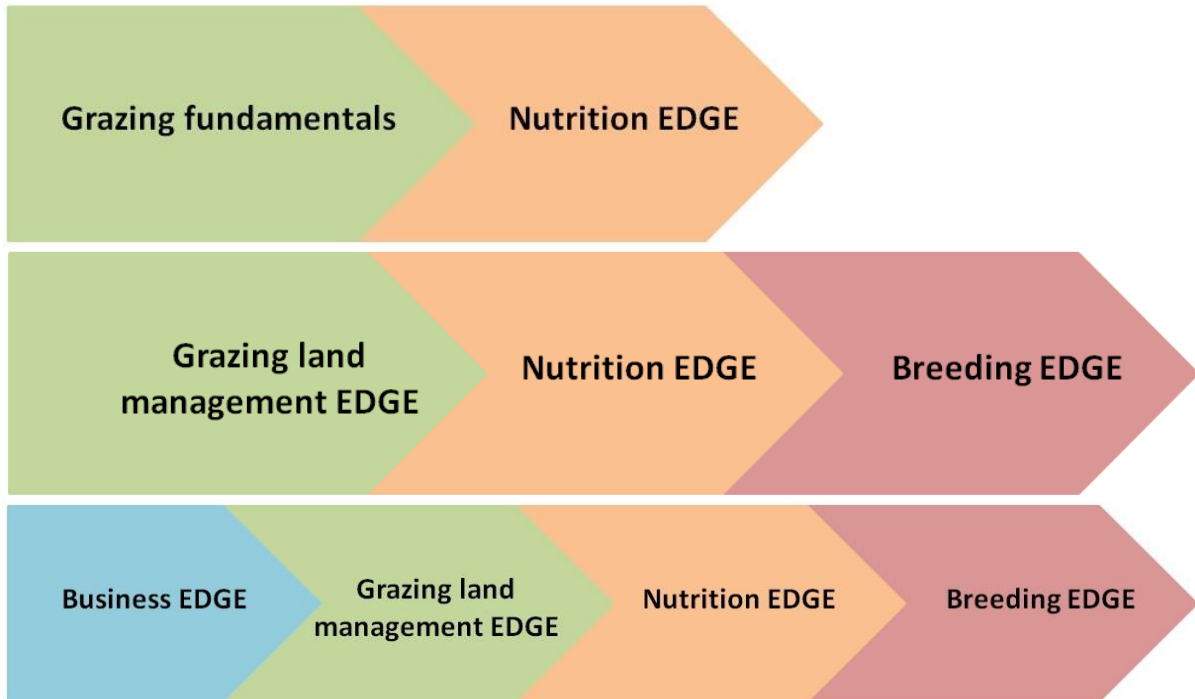 Grazing fundamentals
Nutrition EDGE
Grazing land
management EDGE
Nutrition EDGE
Breeding EDGE
Business EDGE
Grazing land
management EDGE
Nutrition EDGE
Breeding EDGE